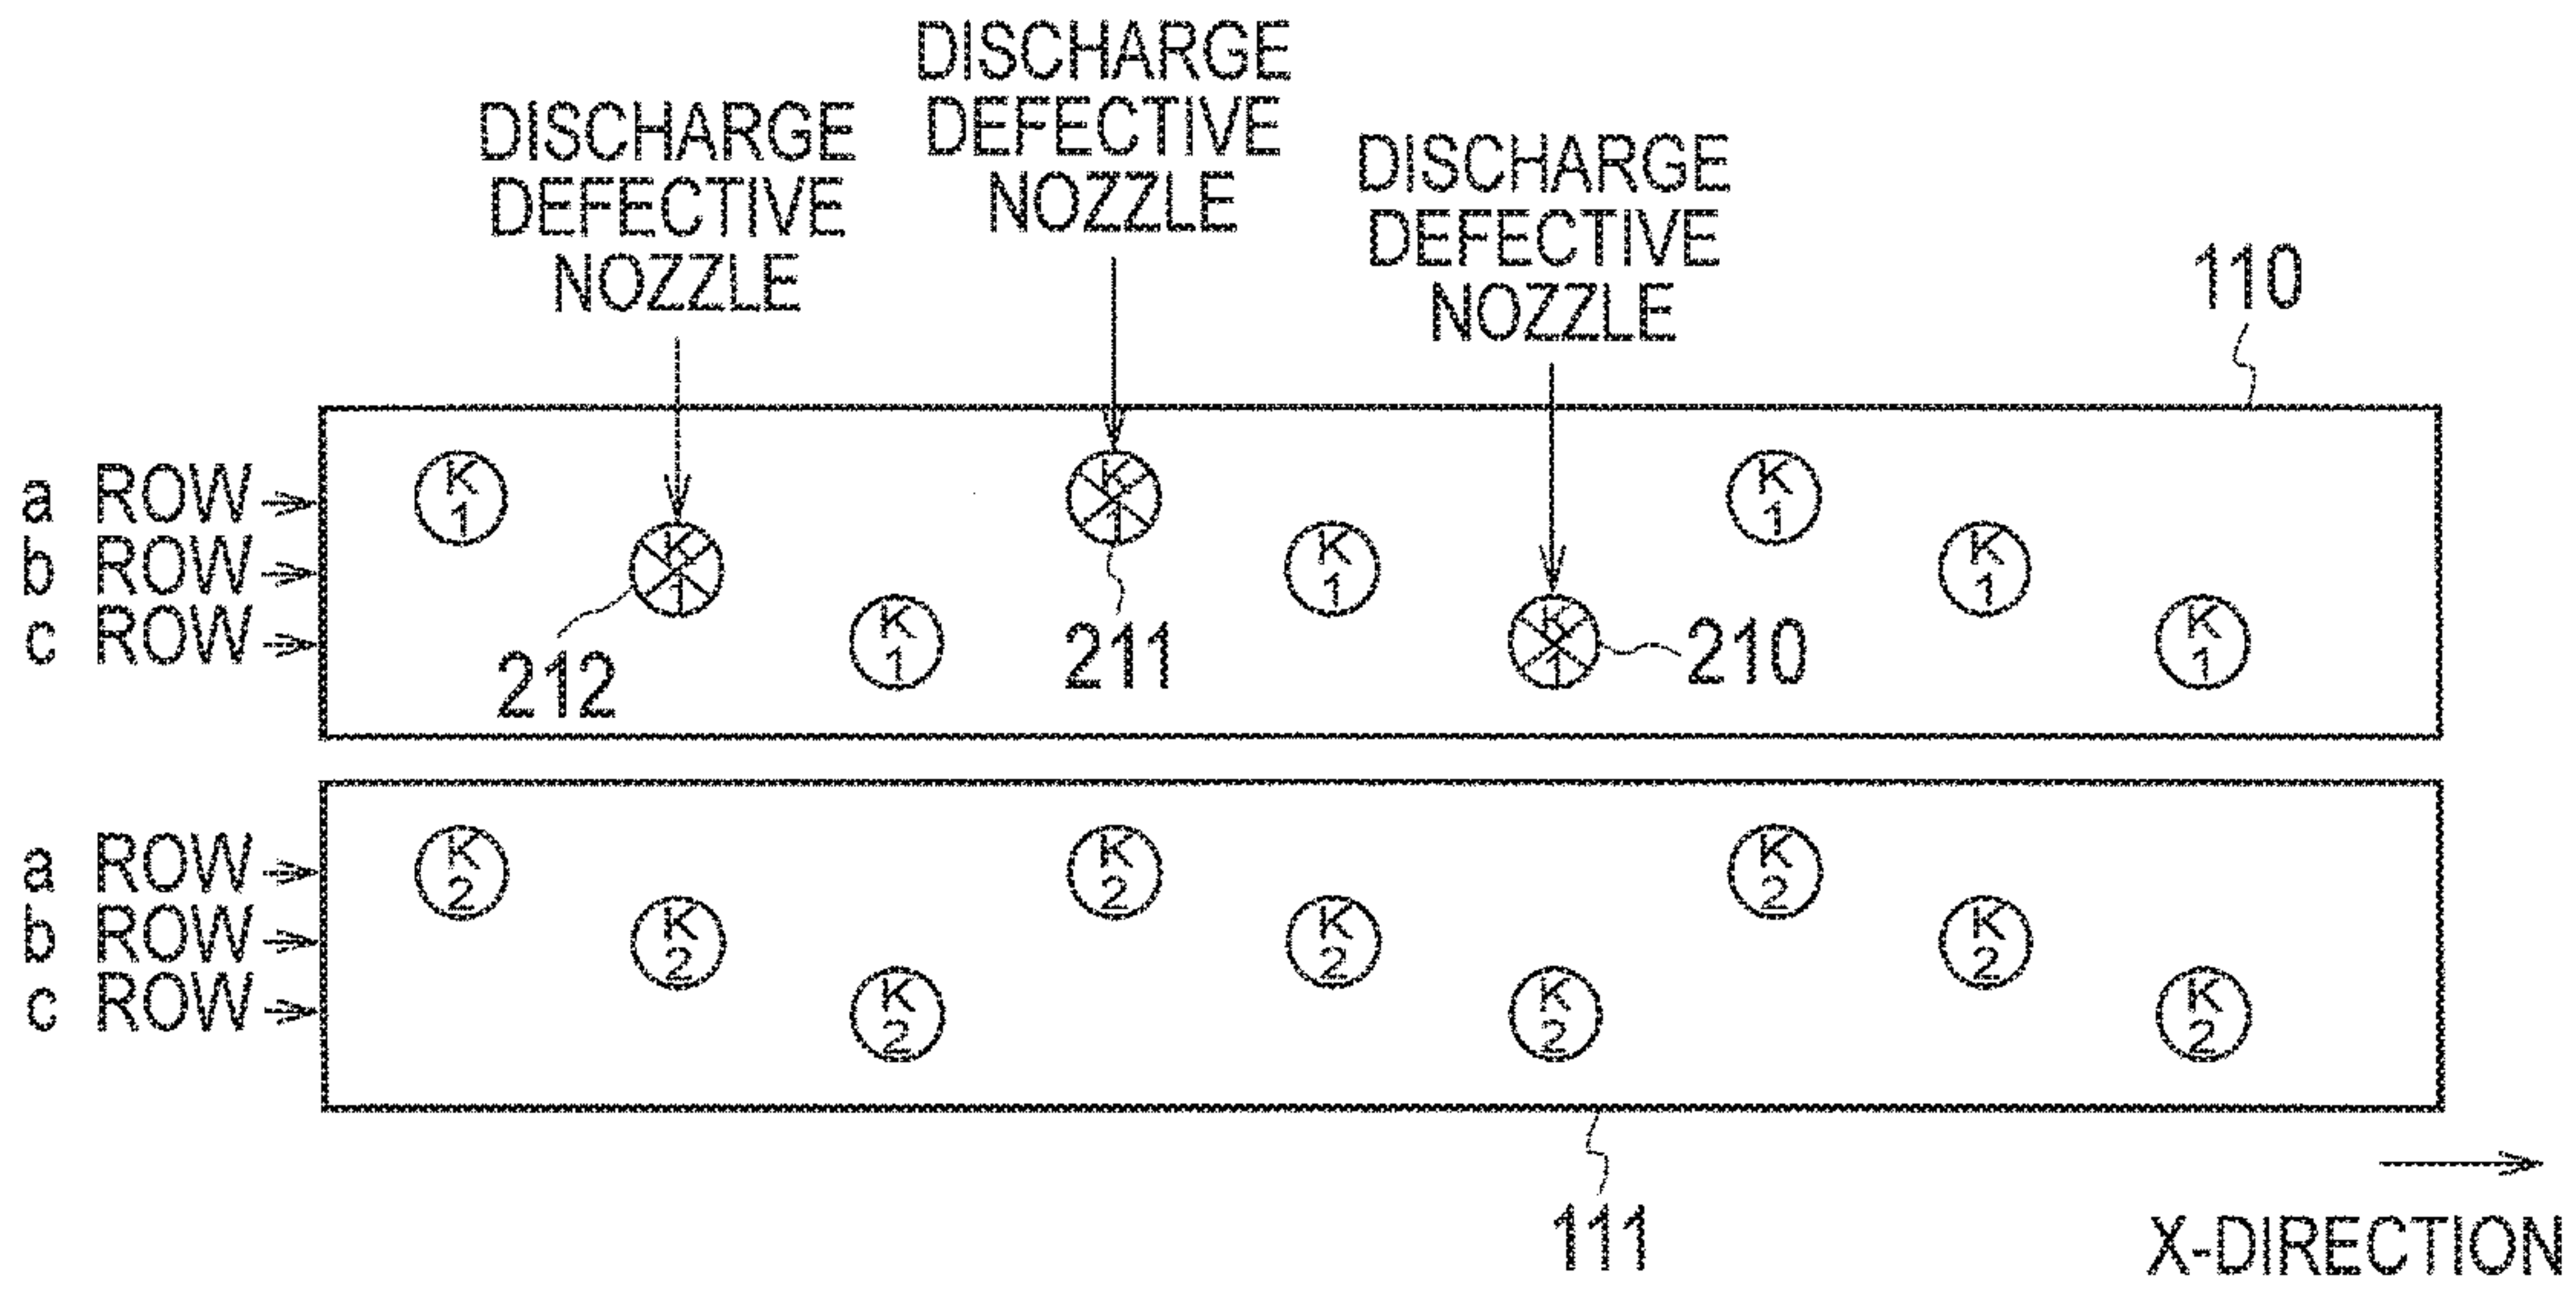 DISCHARGE
DEFECTIVE
NOZZLE
DISCHARGE
DEFECTIVE
NOZZLE
DISCHARGE
DEFECTIVE
NOZZLE
110
a ROW
b ROW
c ROW
K
1
K
1
K
1
K
1
K
1
K
1
K
1
K
1
K
1
212
211
210
a ROW
b ROW
c ROW
K
2
K
2
K
2
K
2
K
2
K
2
K
2
K
2
K
2
111
X-DIRECTION